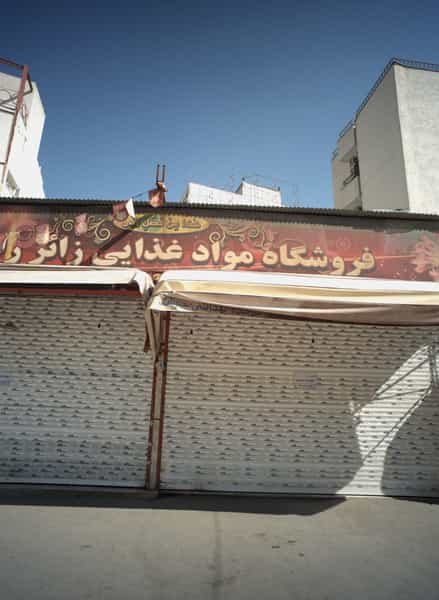 فروشگاه مواد غذایی زائر ر